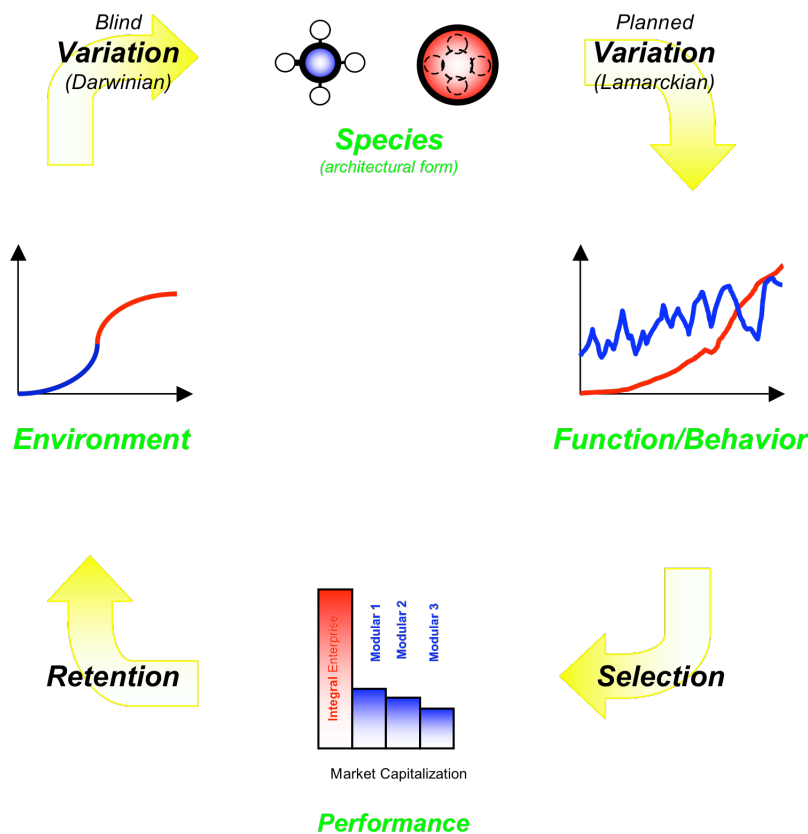 Blind
Variation
(Darwinian)
Planned
Variation
(Lamarckian)
Species
(architectural form)
Environment
Function/Behavior
Retention
Integral Enterprise
Modular 1
Modular 2
Modular 3
Market Capitalization
Selection
Performance